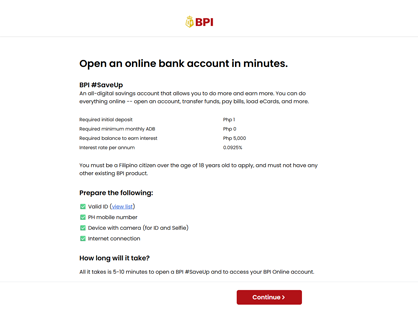 BPI
Open an online bank account in minutes.
BPI #SaveUp
An all-digital savings account that allows you to do more and earn more. You can do
everything online -- open an account, transfer funds, pay bills, load eCards, and more.
Required initial deposit Php 1
Required minimum monthly ADB Php 0
Required balance to earn interest Php 5,000
Interest rate per annum 0.0925%
You must be a Filipino citizen over the age of 18 years old to apply, and must not have any
other existing BPI product.
Prepare the following:
Valid ID (view list)
PH mobile number
Device with camera (for ID and Selfie)
Internet connection
How long will it take?
All it takes is 5-10 minutes to open a BPI #SaveUp and to access your BPI Online account.
Continue